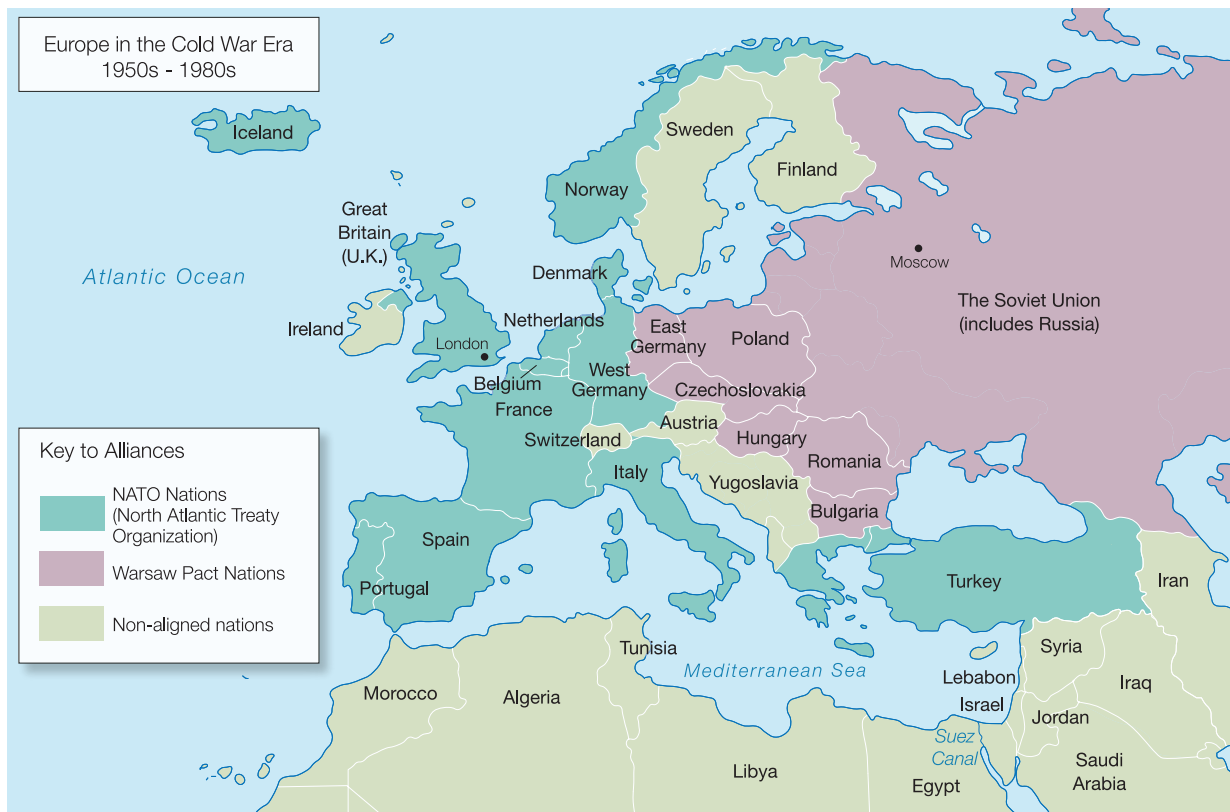 Europe in the Cold War Era
1950s - 1980s
Iceland
Sweden
Finland
Norway
Great
Britain
(U.K.)
Moscow
Atlantic Ocean
Denmark
The Soviet Union
(includes Russia)
Ireland
Netherlands
London
East
Germany
Poland
Belgium
West
Germany
Czechoslovakia
France
Austria
Switzerland
Hungary
Key to Alliances
Italy
Romania
Yugoslavia
NATO Nations
(North Atlantic Treaty
Organization)
Bulgaria
Spain
Warsaw Pact Nations
Portugal
Turkey
Iran
Non-aligned nations
Tunisia
Syria
Mediterranean Sea
Lebabon
Iraq
Morocco
Algeria
Israel
Jordan
Suez
Canal
Saudi
Arabia
Libya
Egypt